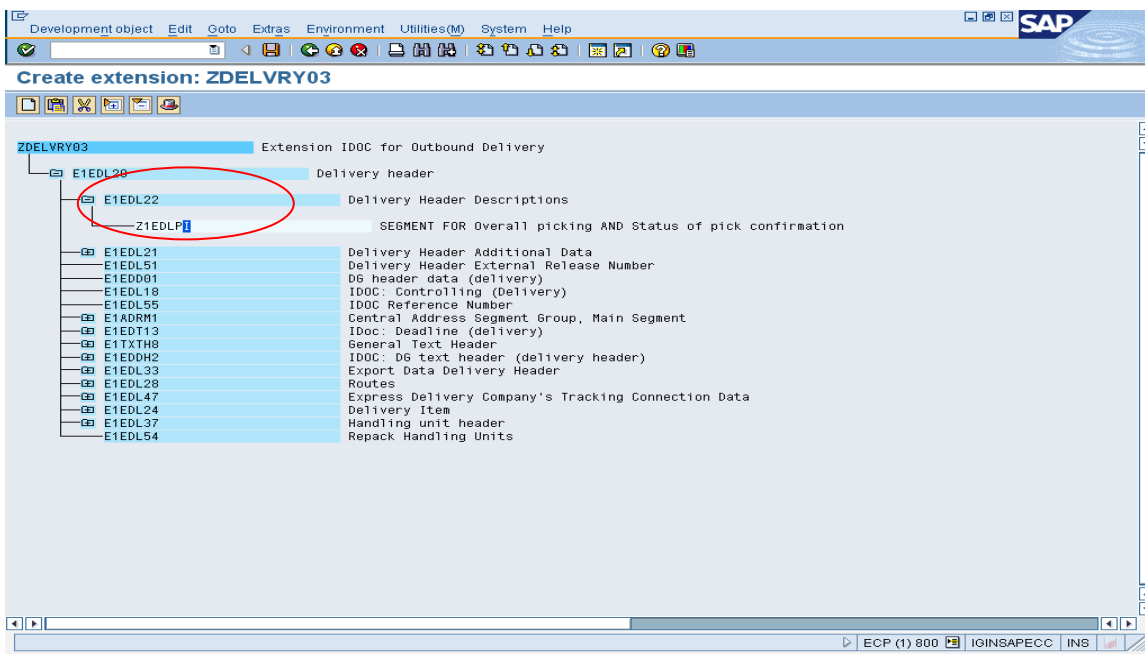 Development object Edit Goto Extras Environment Utilities(M) System Help
SAP
Create extension: ZDELVRY03
ZDELVRY03 Extension IDOC for Outbound Delivery
E1EDL20 Delivery header
E1EDL22 Delivery Header Descriptions
Z1EDLPI SEGMENT FOR Overall picking AND Status of pick confirmation
E1EDL21 Delivery Header Additional Data
E1EDL51 Delivery Header External Release Number
E1EDD01 DG header data (delivery)
E1EDL18 IDOC: Controlling (Delivery)
E1EDL55 IDOC Reference Number
E1ADRM1 Central Address Segment Group, Main Segment
E1EDT13 IDoc: Deadline (delivery)
E1TXTH8 General Text Header
E1EDDH2 IDOC: DG text header (delivery header)
E1EDL33 Export Data Delivery Header
E1EDL28 Routes
E1EDL47 Express Delivery Company's Tracking Connection Data
E1EDL24 Delivery Item
E1EDL37 Handling unit header
E1EDL54 Repack Handling Units
ECP (1) 800 IGINSAPECC INS